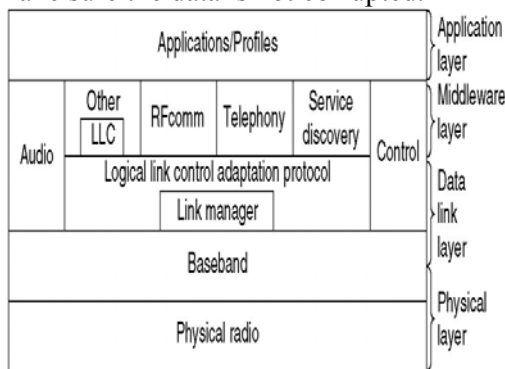 Applications/Profiles
Application
layer
Audio
Other
LLC
RFcomm
Telephony
Service
discovery
Control
Middleware
layer
Logical link control adaptation protocol
Link manager
Data
link
layer
Baseband
Physical radio
Physical
layer